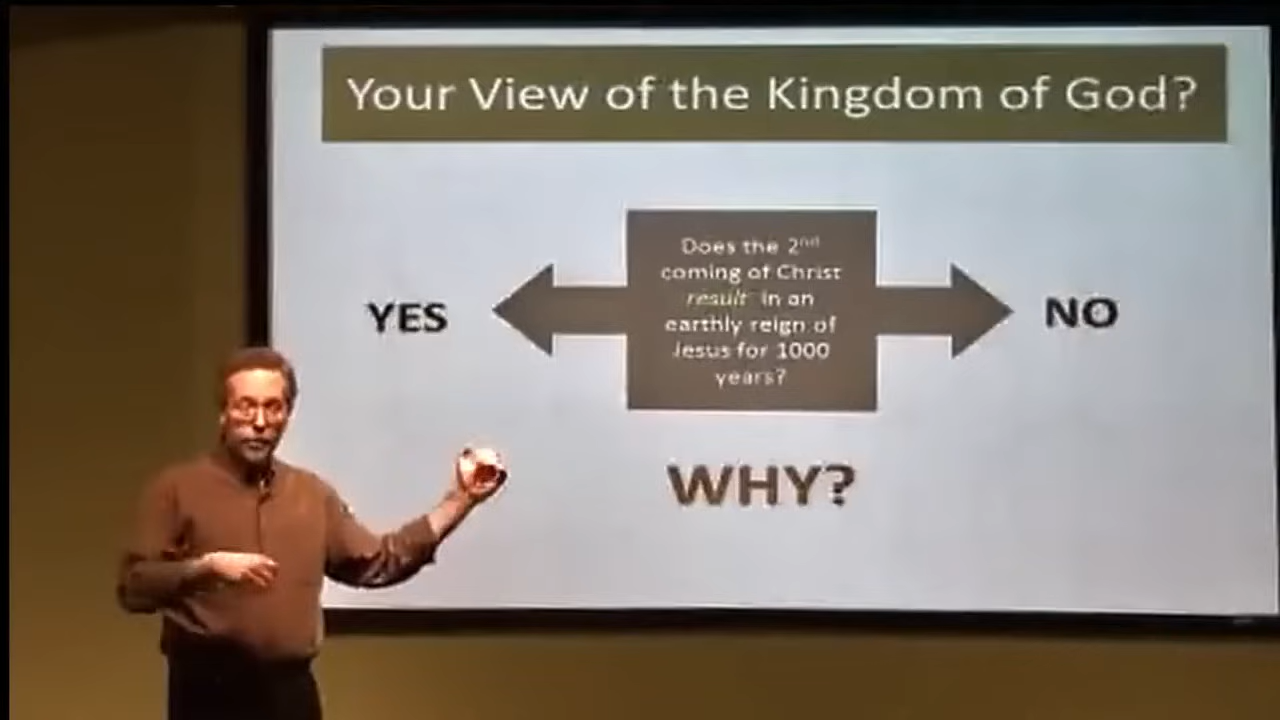 Your View of the Kingdom of God?
Does the 2nd
coming of Christ
result in an
earthly reign of
Jesus for 1000
years?
YES
NO
WHY?